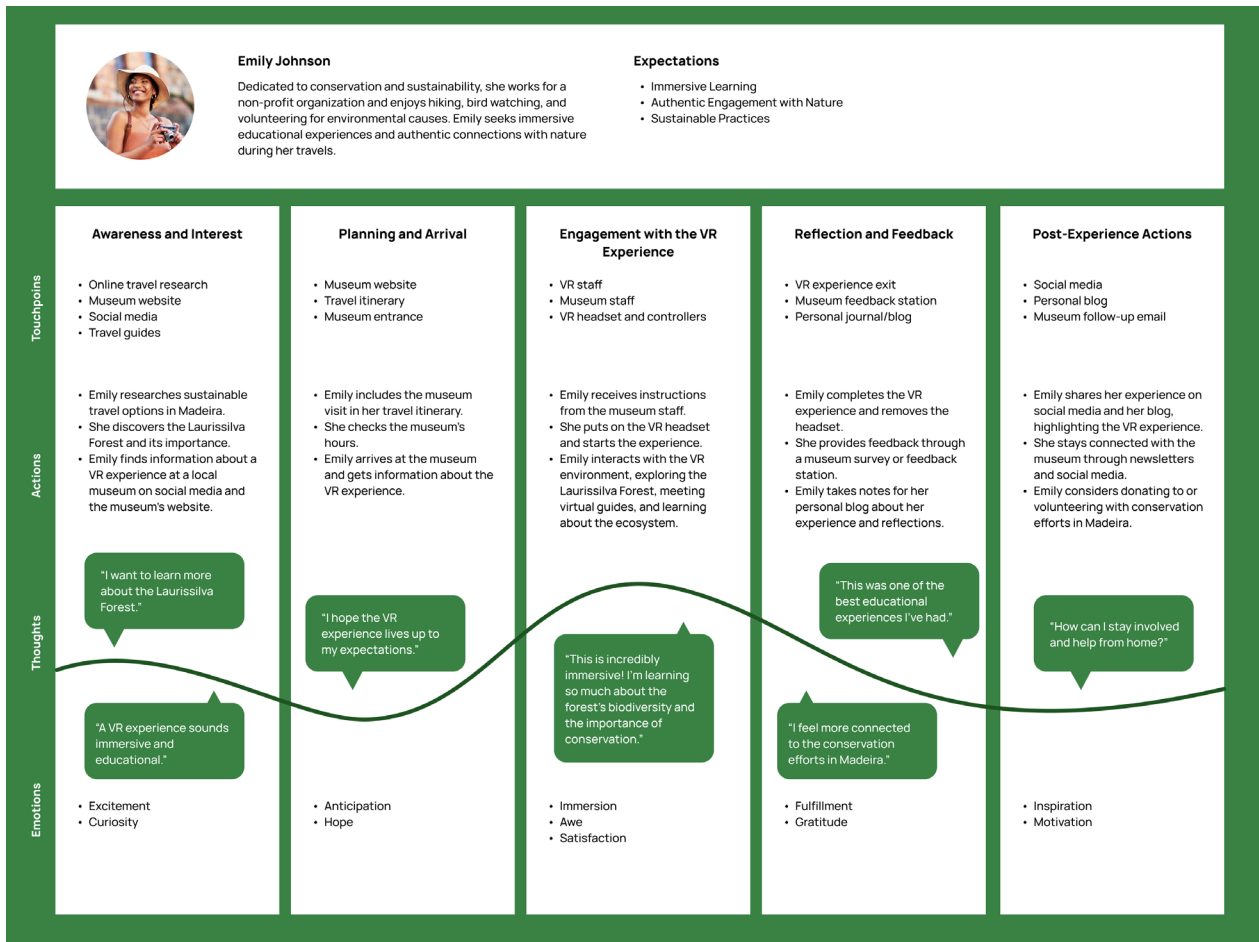 Emily Johnson
Dedicated to conservation and sustainability, she works for a
non-profit organization and enjoys hiking, bird watching, and
volunteering for environmental causes. Emily seeks immersive
educational experiences and authentic connections with nature
during her travels.
Expectations
• Immersive Learning
• Authentic Engagement with Nature
• Sustainable Practices
Touchpoins
Actions
Thoughts
Emotions
Awareness and Interest
• Online travel research
• Museum website
• Social media
• Travel guides
• Emily researches sustainable
travel options in Madeira.
• She discovers the Laurissilva
Forest and its importance.
• Emily finds information about a
VR experience at a local
museum on social media and
the museum's website.
“I want to learn more
about the Laurissilva
Forest.”
“A VR experience sounds
immersive and
educational.”
• Excitement
• Curiosity
Planning and Arrival
• Museum website
• Travel itinerary
• Museum entrance
• Emily includes the museum
visit in her travel itinerary.
• She checks the museum's
hours.
• Emily arrives at the museum
and gets information about the
VR experience.
“I hope the VR
experience lives up to
my expectations.”
• Anticipation
• Hope
Engagement with the VR
Experience
• VR staff
• Museum staff
• VR headset and controllers
• Emily receives instructions
from the museum staff.
• She puts on the VR headset
and starts the experience.
• Emily interacts with the VR
environment, exploring the
Laurissilva Forest, meeting
virtual guides, and learning
about the ecosystem.
“This is incredibly
immersive! I'm learning
so much about the
forest's biodiversity and
the importance of
conservation.”
• Immersion
• Awe
• Satisfaction
Reflection and Feedback
• VR experience exit
• Museum feedback station
• Personal journal/blog
• Emily completes the VR
experience and removes the
headset.
• She provides feedback through
a museum survey or feedback
station.
• Emily takes notes for her
personal blog about her
experience and reflections.
“This was one of the
best educational
experiences I've had.”
“I feel more connected
to the conservation
efforts in Madeira.”
• Fulfillment
• Gratitude
Post-Experience Actions
• Social media
• Personal blog
• Museum follow-up email
• Emily shares her experience on
social media and her blog,
highlighting the VR experience.
• She stays connected with the
museum through newsletters
and social media.
• Emily considers donating to or
volunteering with conservation
efforts in Madeira.
“How can I stay involved
and help from home?”
• Inspiration
• Motivation